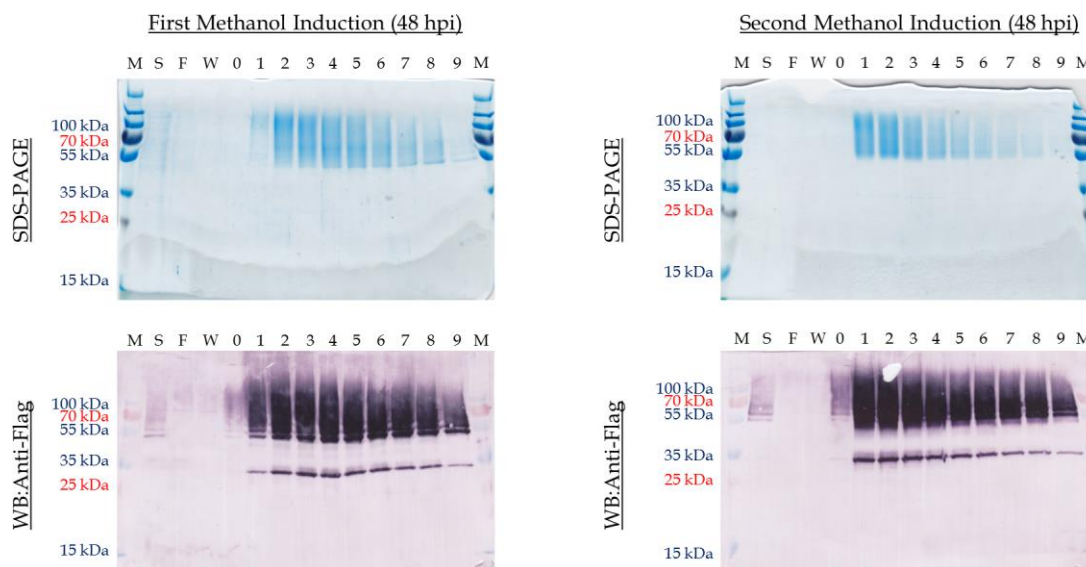 First Methanol Induction (48 hpi)
Second Methanol Induction (48 hpi)
M S F W 0 1 2 3 4 5 6 7 8 9 M
M S F W 0 1 2 3 4 5 6 7 8 9 M
SDS-PAGE
100 kDa
70 kDa
55 kDa
35 kDa
25 kDa
15 kDa
SDS-PAGE
100 kDa
70 kDa
55 kDa
35 kDa
25 kDa
15 kDa
M S F W 0 1 2 3 4 5 6 7 8 9 M
M S F W 0 1 2 3 4 5 6 7 8 9 M
WB:Anti-Flag
100 kDa
70 kDa
55 kDa
35 kDa
25 kDa
15 kDa
WB:Anti-Flag
100 kDa
70 kDa
55 kDa
35 kDa
25 kDa
15 kDa